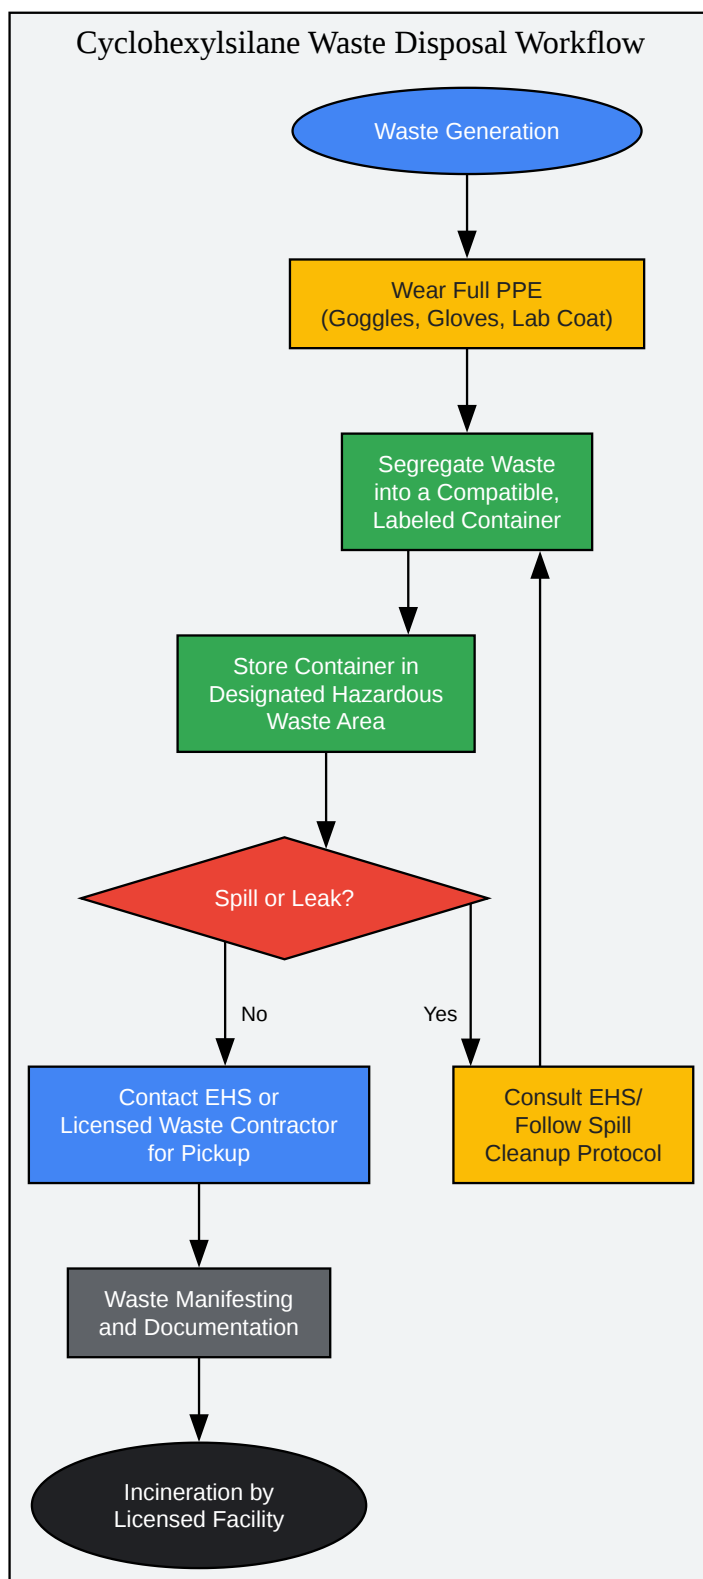 Cyclohexylsilane Waste Disposal Workflow
Waste Generation
Wear Full PPE
(Goggles, Gloves, Lab Coat)
Segregate Waste
into a Compatible,
Labeled Container
Store Container in
Designated Hazardous
Waste Area
Spill or Leak?
No
Yes
Contact EHS or
Licensed Waste Contractor
for Pickup
Consult EHS/
Follow Spill
Cleanup Protocol
Waste Manifesting
and Documentation
Incineration by
Licensed Facility